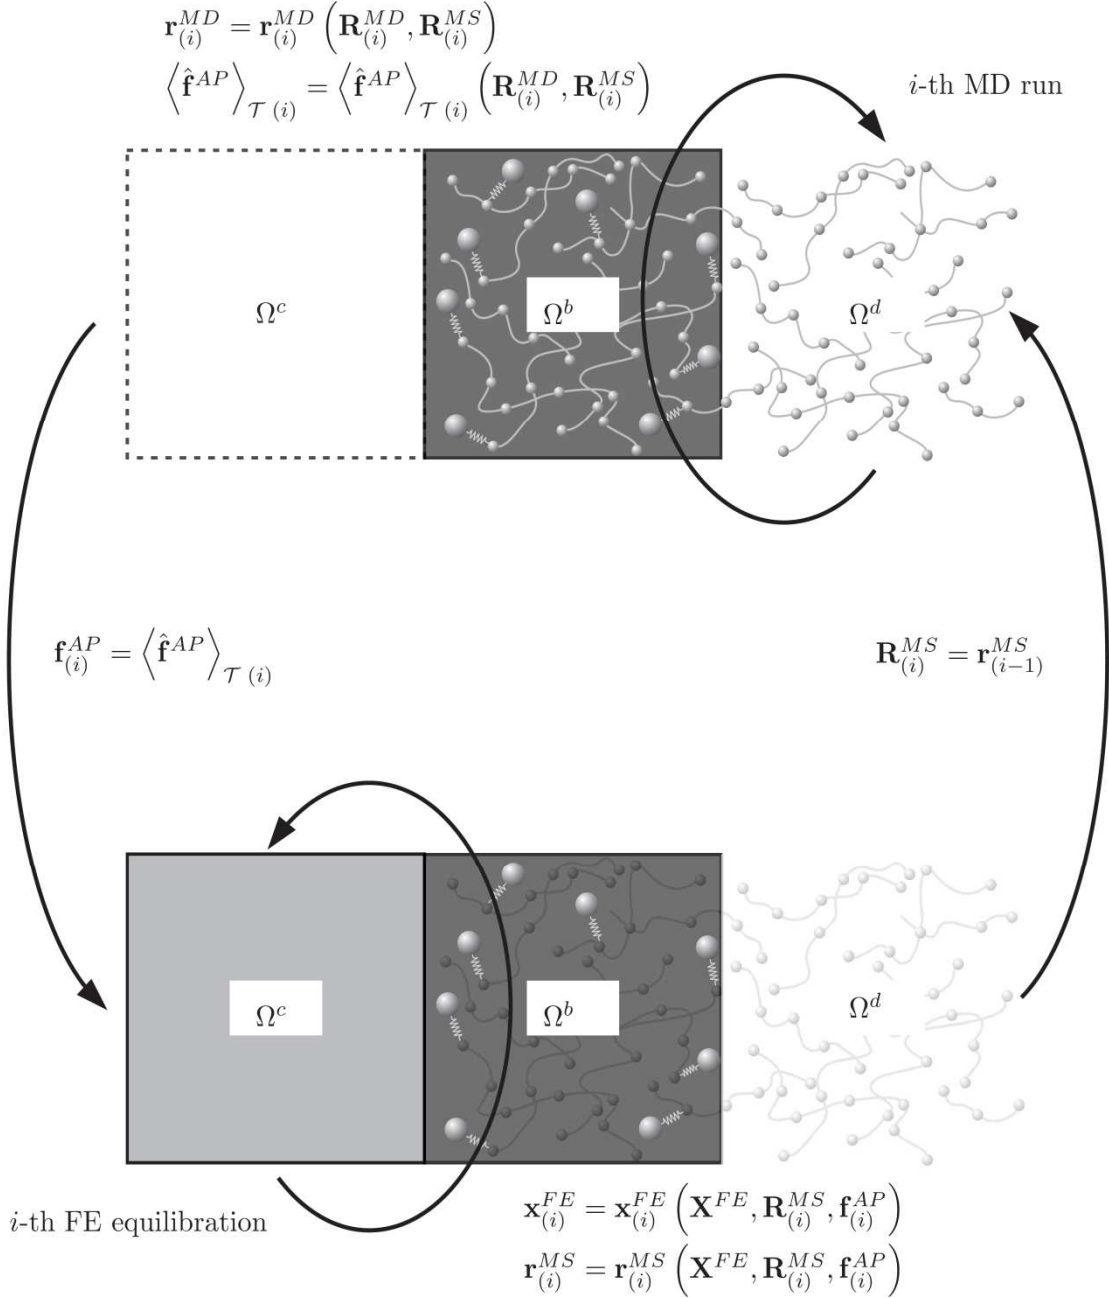 𝐫^{MD}_{(i)} = 𝐫^{MD}_{(i)} (𝐑^{MD}_{(i)}, 𝐑^{MS}_{(i)})
⟨𝐟̂^{AP}⟩_{𝒯 (i)} = ⟨𝐟̂^{AP}⟩_{𝒯 (i)} (𝐑^{MD}_{(i)}, 𝐑^{MS}_{(i)})
i-th MD run
Ω^c
Ω^b
Ω^d
𝐟^{AP}_{(i)} = ⟨𝐟̂^{AP}⟩_{𝒯 (i)}
𝐑^{MS}_{(i)} = 𝐫^{MS}_{(i−1)}
Ω^c
Ω^b
Ω^d
i-th FE equilibration
𝐱^{FE}_{(i)} = 𝐱^{FE}_{(i)} (𝐗^{FE}, 𝐑^{MS}_{(i)}, 𝐟^{AP}_{(i)})
𝐫^{MS}_{(i)} = 𝐫^{MS}_{(i)} (𝐗^{FE}, 𝐑^{MS}_{(i)}, 𝐟^{AP}_{(i)})